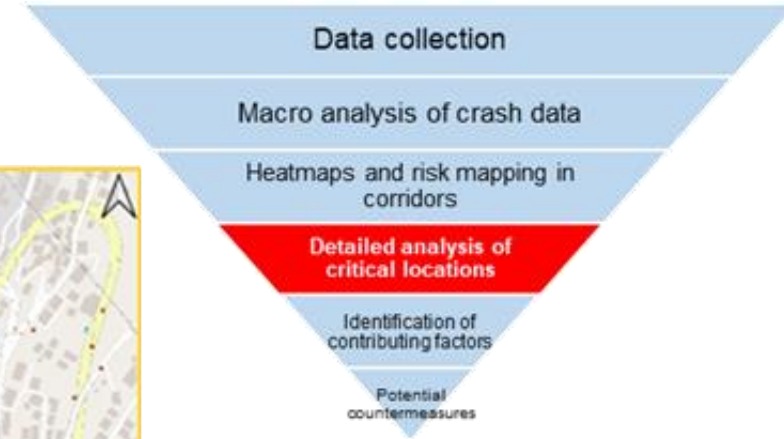 Data collection
Macro analysis of crash data
Heatmaps and risk mapping in
corridors
Detailed analysis of
critical locations
Identification of
contributing factors
Potential
countermeasures